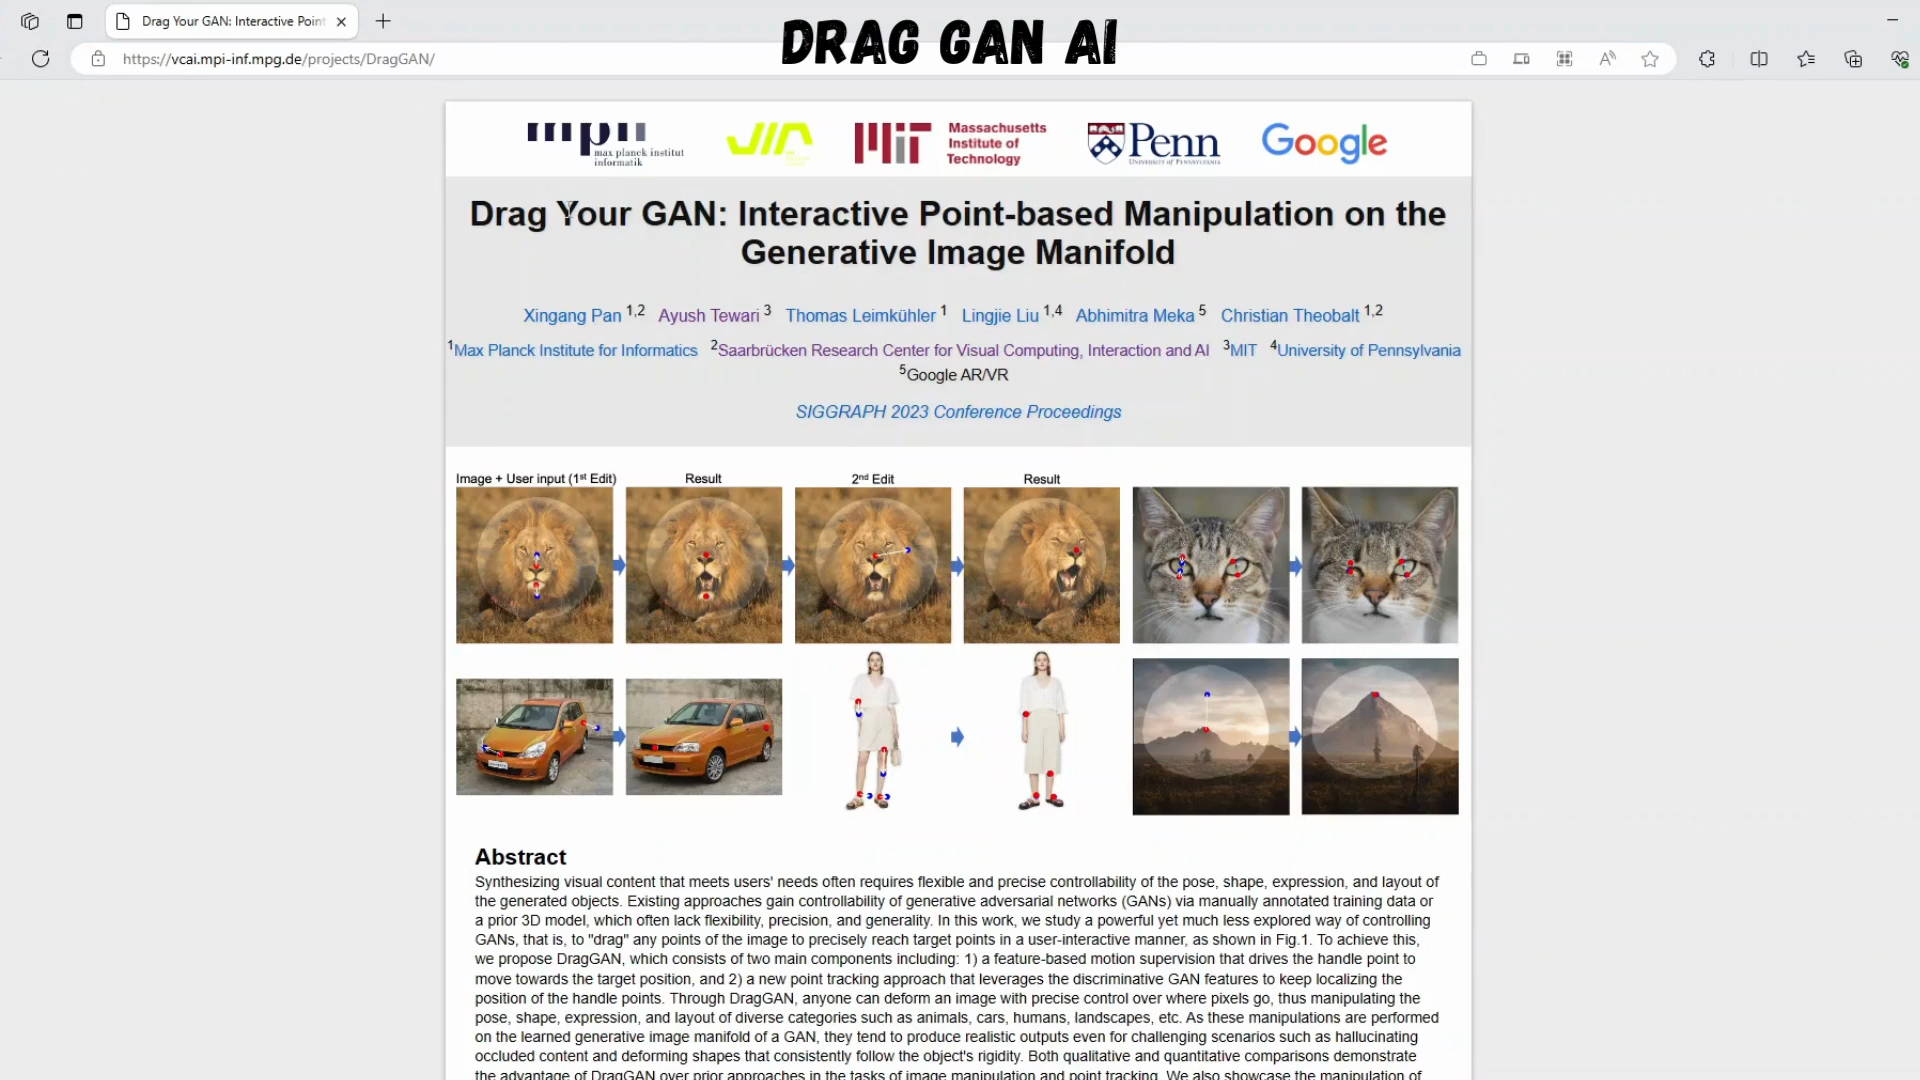 Drag Your GAN: Interactive Point
DRAG GAN AI
https://vcai.mpi-inf.mpg.de/projects/DragGAN/
max planck institut
informatik
Massachusetts
Institute of
Technology
Penn
UNIVERSITY of PENNSYLVANIA
Google
Drag Your GAN: Interactive Point-based Manipulation on the
Generative Image Manifold
Xingang Pan 1,2 Ayush Tewari 3 Thomas Leimkühler 1 Lingjie Liu 1,4 Abhimitra Meka 5 Christian Theobalt 1,2
1Max Planck Institute for Informatics 2Saarbrücken Research Center for Visual Computing, Interaction and AI 3MIT 4University of Pennsylvania
5Google AR/VR
SIGGRAPH 2023 Conference Proceedings
Image + User input (1st Edit) Result 2nd Edit Result
Abstract
Synthesizing visual content that meets users' needs often requires flexible and precise controllability of the pose, shape, expression, and layout of
the generated objects. Existing approaches gain controllability of generative adversarial networks (GANs) via manually annotated training data or
a prior 3D model, which often lack flexibility, precision, and generality. In this work, we study a powerful yet much less explored way of controlling
GANs, that is, to "drag" any points of the image to precisely reach target points in a user-interactive manner, as shown in Fig.1. To achieve this,
we propose DragGAN, which consists of two main components including: 1) a feature-based motion supervision that drives the handle point to
move towards the target position, and 2) a new point tracking approach that leverages the discriminative GAN features to keep localizing the
position of the handle points. Through DragGAN, anyone can deform an image with precise control over where pixels go, thus manipulating the
pose, shape, expression, and layout of diverse categories such as animals, cars, humans, landscapes, etc. As these manipulations are performed
on the learned generative image manifold of a GAN, they tend to produce realistic outputs even for challenging scenarios such as hallucinating
occluded content and deforming shapes that consistently follow the object's rigidity. Both qualitative and quantitative comparisons demonstrate
the advantage of DragGAN over prior approaches in the tasks of image manipulation and point tracking. We also showcase the manipulation of